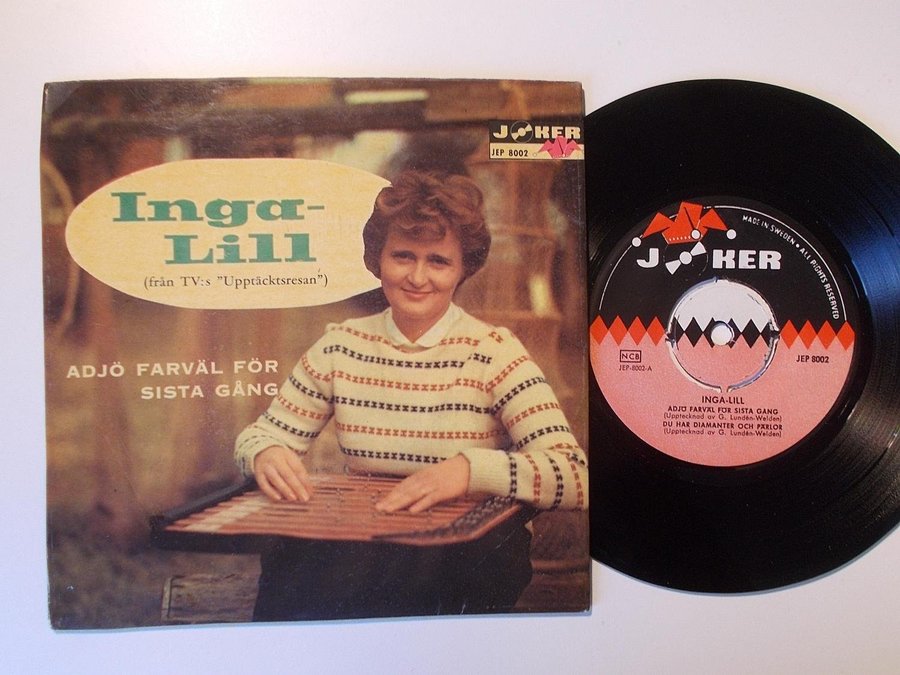 JOKER
JEP 8002
Inga-
Lill
(från TV:s "Upptäcktsresan")
ADJÖ FARVÄL FÖR
SISTA GÅNG
MADE IN SWEDEN • ALL RIGHTS RESERVED
JOKER
NCB
JEP-8002-A
JEP 8002
INGA-LILL
ADJÖ FARVÄL FÖR SISTA GANG
(Upptecknad av G. Lundén-Welden)
DU HAR DIAMANTER OCH PÄRLOR
(Upptecknad av G. Lundén-Welden)